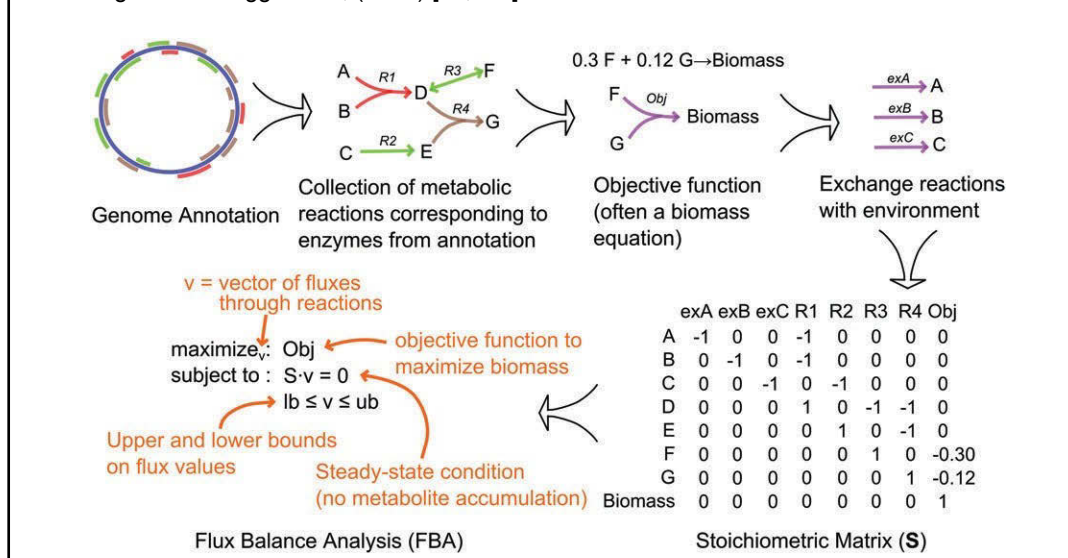 A
B
C
R1
D
R3
F
R4
G
R2
E
0.3 F + 0.12 G→Biomass
F
G
Obj
Biomass
exA
A
exB
B
exC
C
Genome Annotation
Collection of metabolic
reactions corresponding to
enzymes from annotation
Objective function
(often a biomass
equation)
Exchange reactions
with environment
v = vector of fluxes
through reactions
maximizeᵥ: Obj
subject to : S·v = 0
lb ≤ v ≤ ub
objective function to
maximize biomass
Upper and lower bounds
on flux values
Steady-state condition
(no metabolite accumulation)
Flux Balance Analysis (FBA)
exA exB exC R1 R2 R3 R4 Obj
A -1 0 0 -1 0 0 0 0
B 0 -1 0 -1 0 0 0 0
C 0 0 -1 0 -1 0 0 0
D 0 0 0 1 0 -1 -1 0
E 0 0 0 0 1 0 -1 0
F 0 0 0 0 0 1 0 -0.30
G 0 0 0 0 0 0 1 -0.12
Biomass 0 0 0 0 0 0 0 1
Stoichiometric Matrix (S)